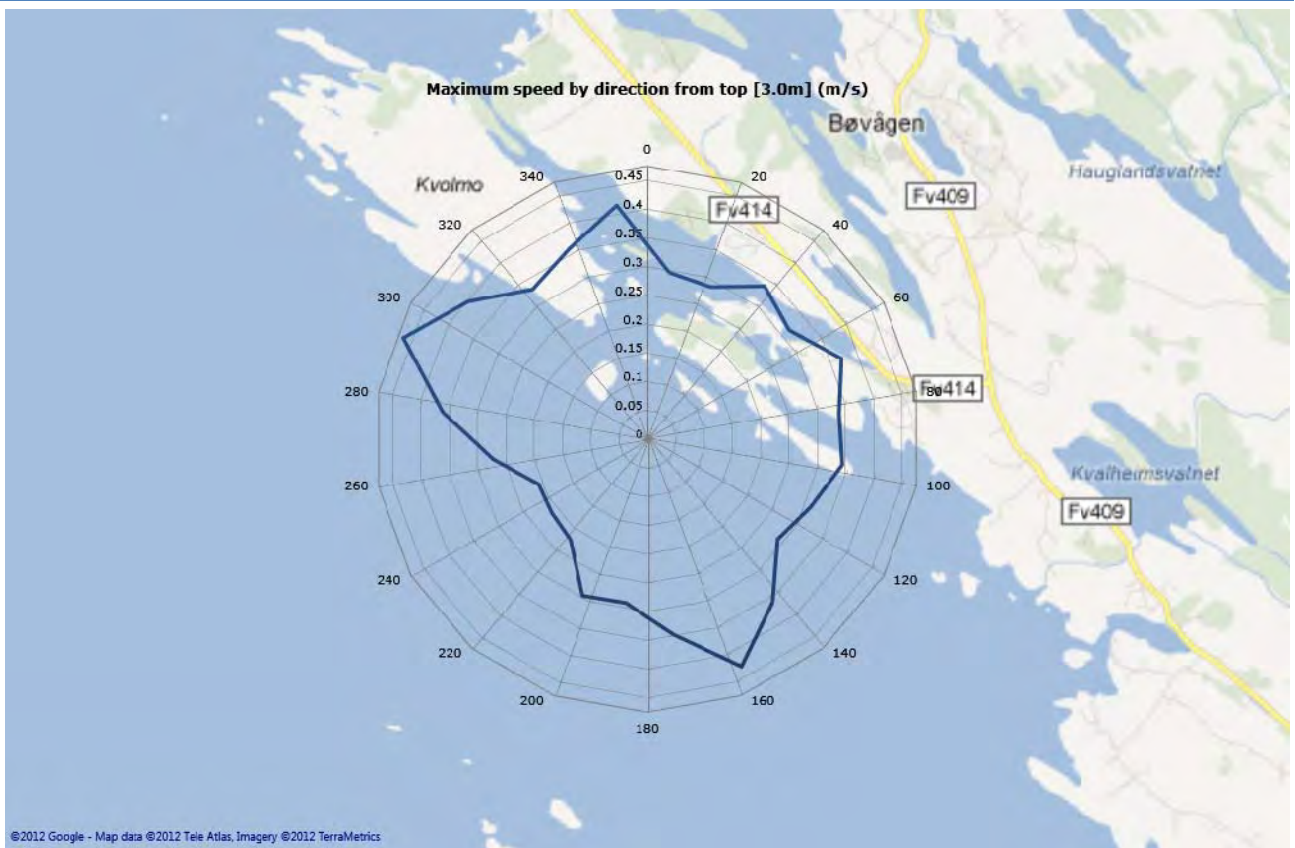 Maximum speed by direction from top [3.0m] (m/s)
Bøvågen
0
Hauglandsvatnet
340
20
Kvolmo
0.45
Fv409
0.4
Fv414
320
40
0.35
0.3
300
60
0.25
0.2
0.15
280
0.1
80
Fv414
0.05
0
Kvalheimsvatnet
260
100
Fv409
240
120
220
140
200
160
180
©2012 Google - Map data ©2012 Tele Atlas, Imagery ©2012 TerraMetrics